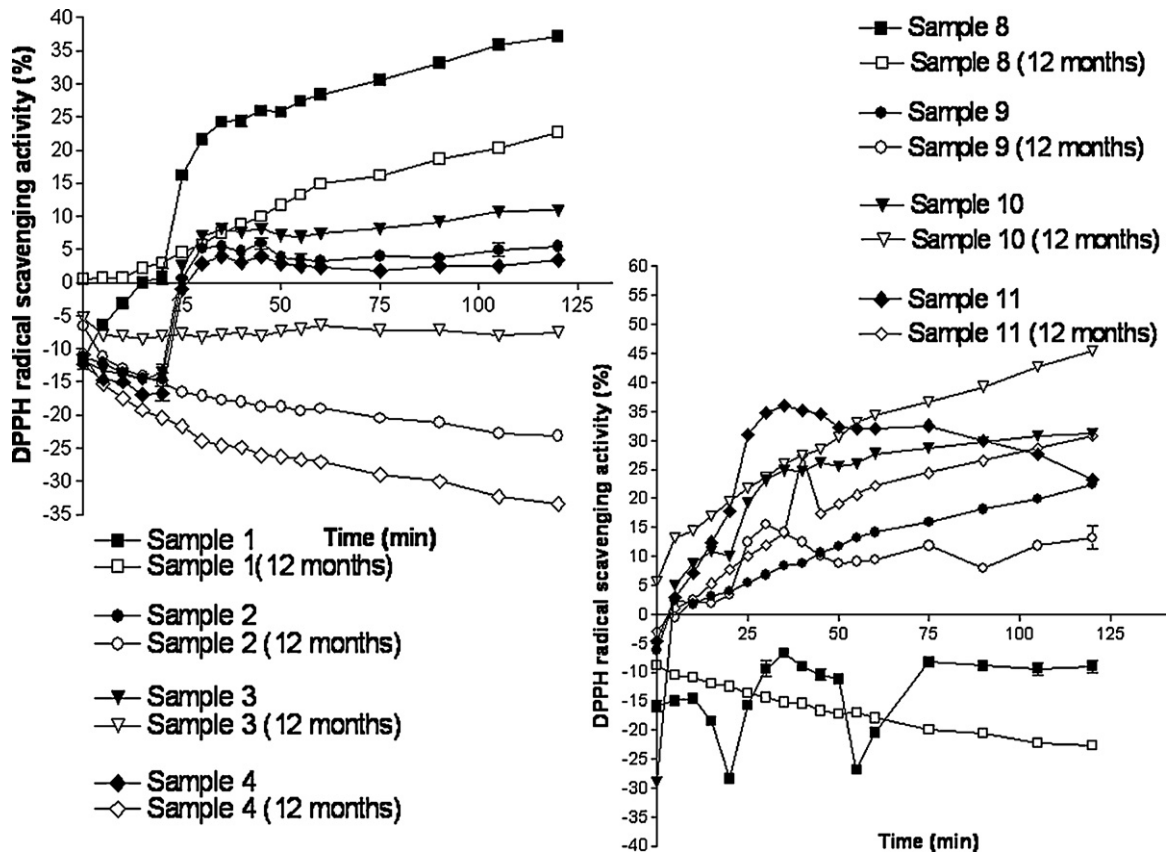 DPPH radical scavenging activity (%)
40
35
30
25
20
15
10
5
0
-5
-10
-15
-20
-25
-30
-35
25
50
75
100
125
Time (min)
Sample 1
Sample 1(12 months)
Sample 2
Sample 2 (12 months)
Sample 3
Sample 3 (12 months)
Sample 4
Sample 4 (12 months)
Sample 8
Sample 8 (12 months)
Sample 9
Sample 9 (12 months)
Sample 10
Sample 10 (12 months)
Sample 11
Sample 11 (12 months)
DPPH radical scavenging activity (%)
60
55
50
45
40
35
30
25
20
15
10
5
0
-5
-10
-15
-20
-25
-30
-35
-40
25
50
75
100
125
Time (min)